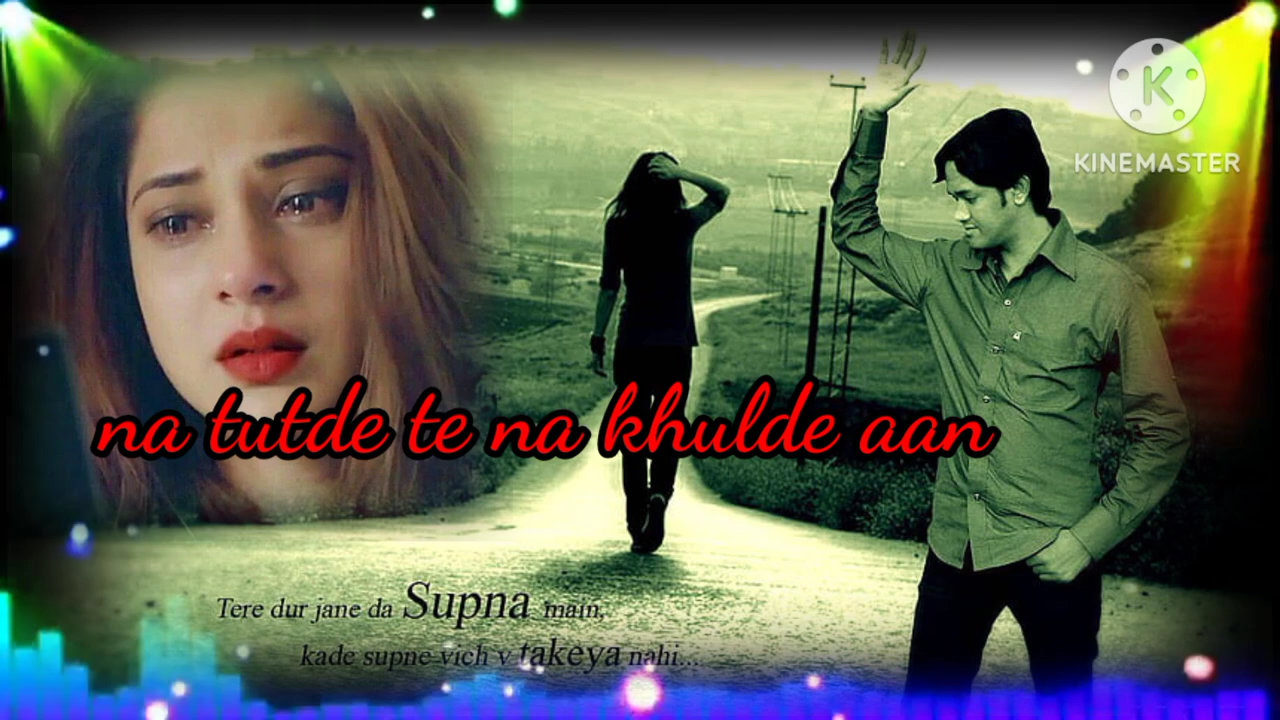 KINEMASTER
na tutde te na khulde aan
Tere dur jane da Supna main,
kade supne vich v takeya nahi...